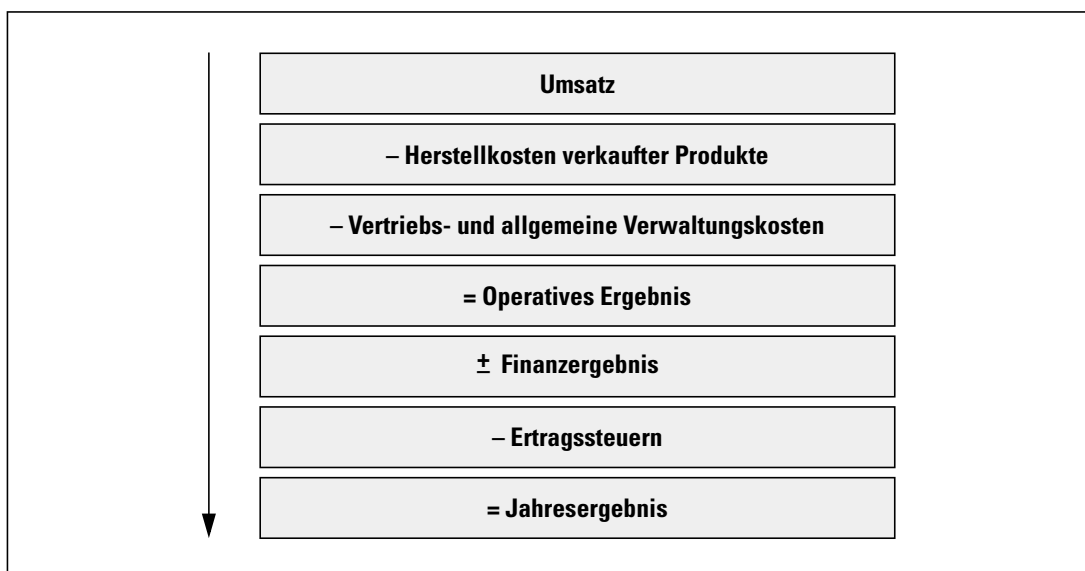 Umsatz
– Herstellkosten verkaufter Produkte
– Vertriebs- und allgemeine Verwaltungskosten
= Operatives Ergebnis
± Finanzergebnis
– Ertragssteuern
= Jahresergebnis